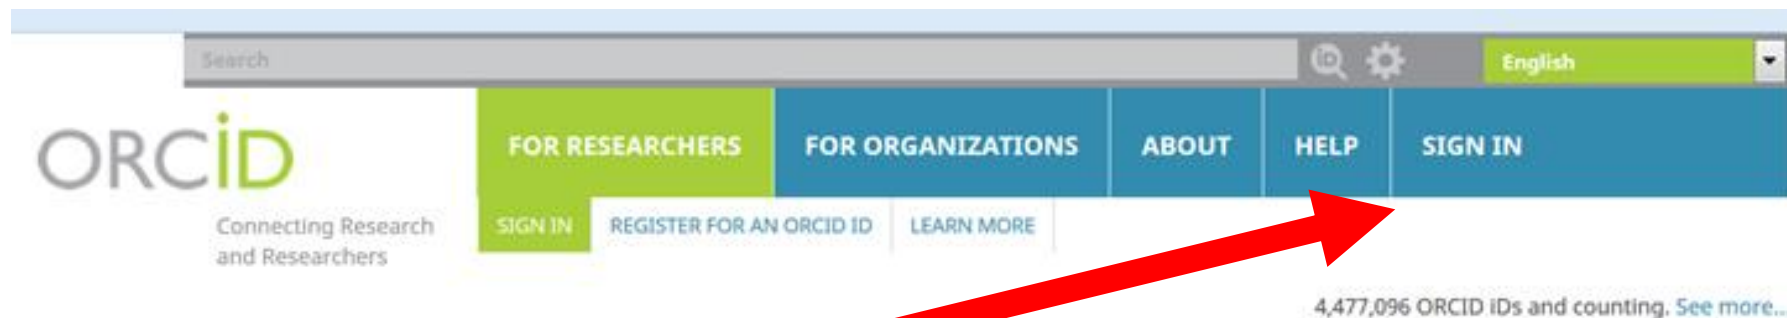 Search
English
ORCID
FOR RESEARCHERS FOR ORGANIZATIONS ABOUT HELP SIGN IN
Connecting Research
and Researchers
SIGN IN REGISTER FOR AN ORCID ID LEARN MORE
4,477,096 ORCID iDs and counting. See more..